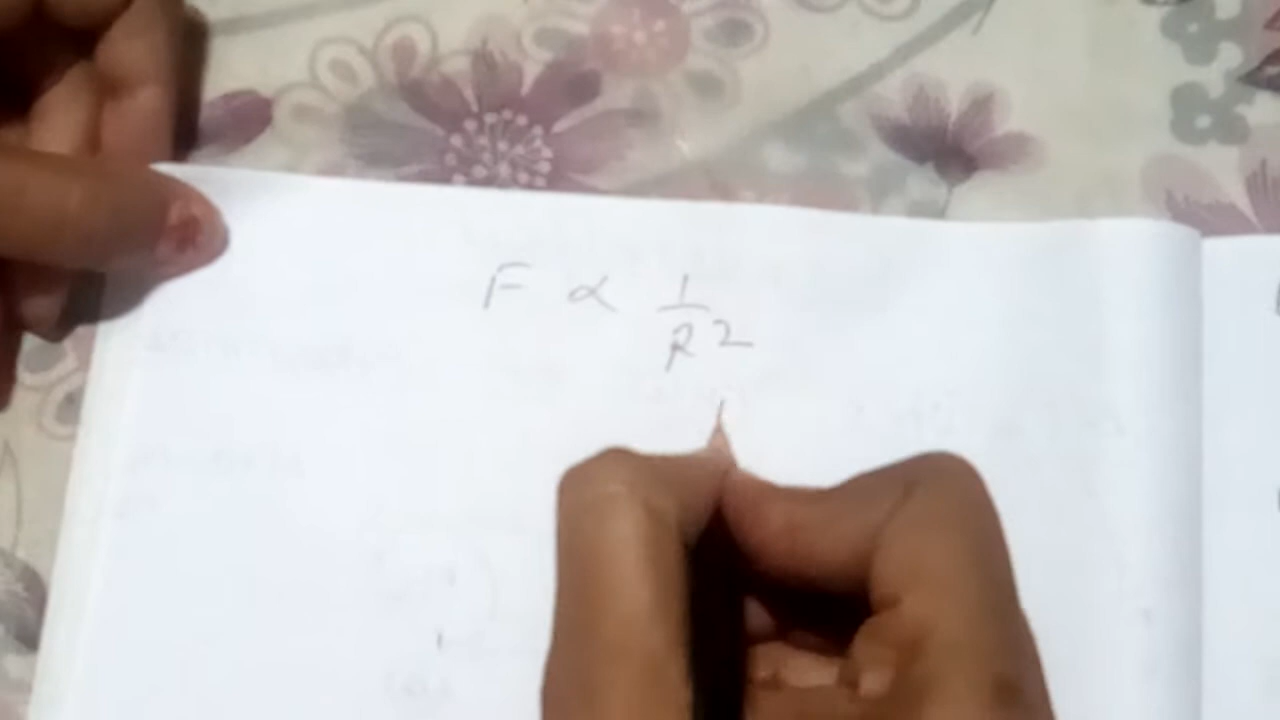 F ∝ 1/R²